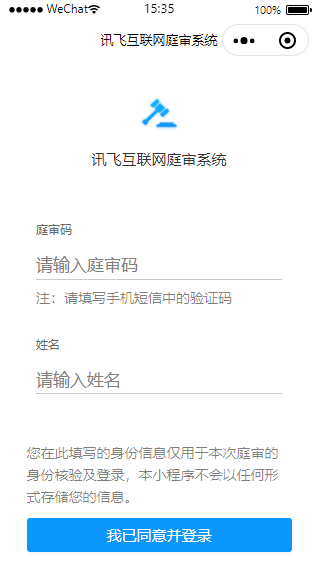 ●●●●● WeChat 15:35 100%
讯飞互联网庭审系统
讯飞互联网庭审系统
庭审码
请输入庭审码
注：请填写手机短信中的验证码
姓名
请输入姓名
您在此填写的身份信息仅用于本次庭审的
身份核验及登录，本小程序不会以任何形
式存储您的信息。
我已同意并登录